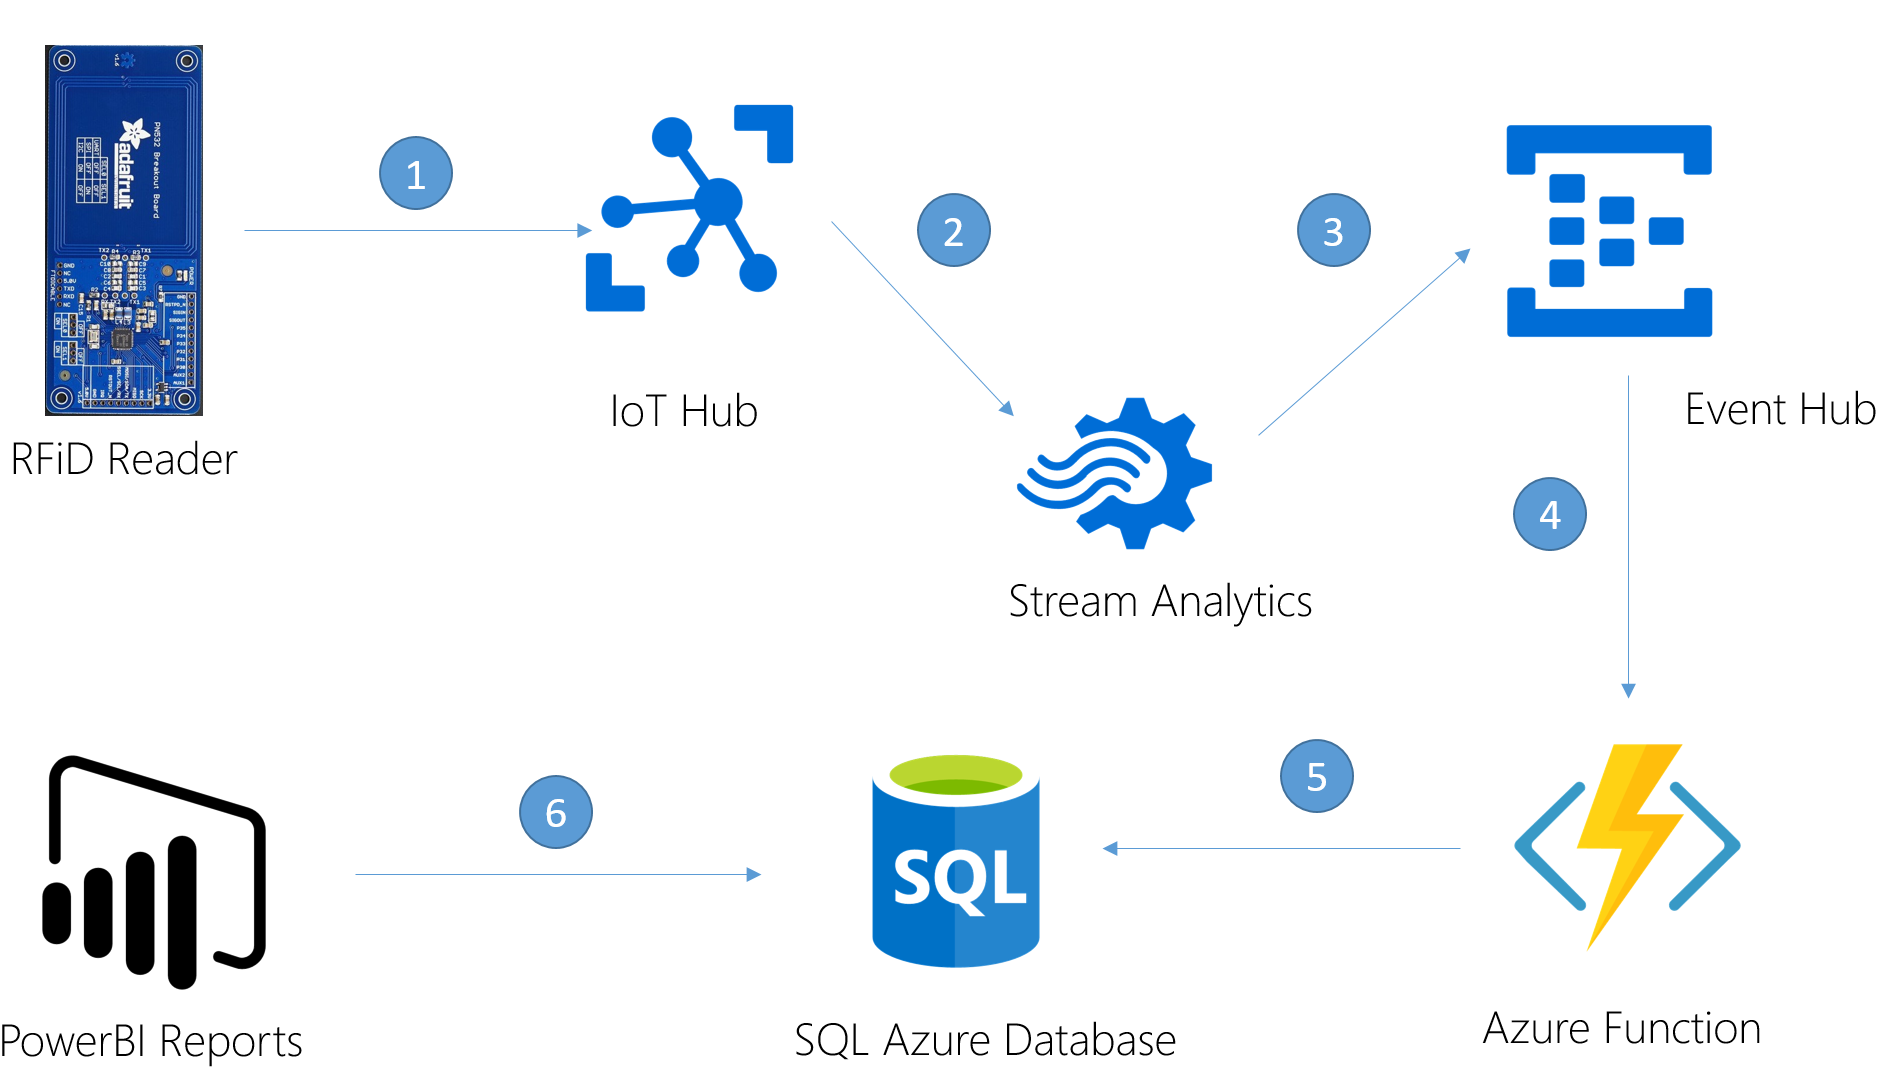 1
2
3
adafruit
PN532 Breakout Board
IoT Hub
Event Hub
RFiD Reader
4
Stream Analytics
5
6
SQL
Azure Function
PowerBI Reports
SQL Azure Database